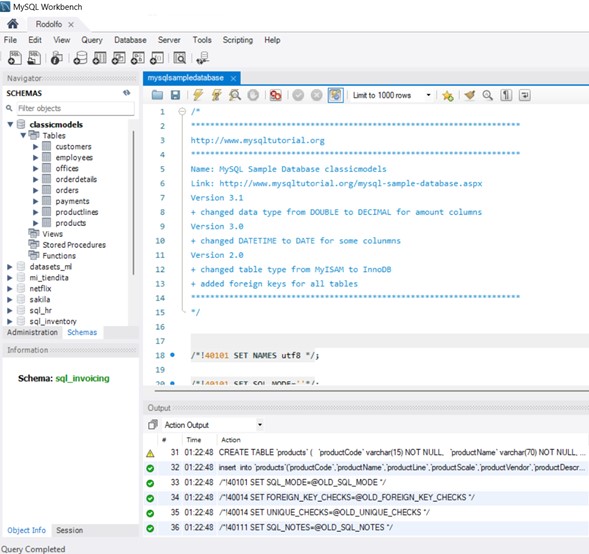 MySQL Workbench
Rodolfo ×
File Edit View Query Database Server Tools Scripting Help
Navigator
SCHEMAS
Filter objects
classicmodels
Tables
customers
employees
offices
orderdetails
orders
payments
productlines
products
Views
Stored Procedures
Functions
datasets_ml
mi_tiendita
netflix
sakila
sql_hr
sql_inventory
Administration Schemas
Information
Schema: sql_invoicing
Object Info Session
Query Completed
mysqlsampledatabase ×
Limit to 1000 rows
1 /*
2 *********************************************************************
3 http://www.mysqltutorial.org
4 *********************************************************************
5 Name: MySQL Sample Database classicmodels
6 Link: http://www.mysqltutorial.org/mysql-sample-database.aspx
7 Version 3.1
8 + changed data type from DOUBLE to DECIMAL for amount columns
9 Version 3.0
10 + changed DATETIME to DATE for some colunmns
11 Version 2.0
12 + changed table type from MyISAM to InnoDB
13 + added foreign keys for all tables
14 *********************************************************************
15 */
16
17
18 /*!40101 SET NAMES utf8 */;
19
20 /*!40101 SET SQL_MODE=''*/;
Output
Action Output
# Time Action
31 01:22:48 CREATE TABLE `products` ( `productCode` varchar(15) NOT NULL, `productName` varchar(70) NOT NULL, ...
32 01:22:48 insert into `products`(`productCode`,`productName`,`productLine`,`productScale`,`productVendor`,`productDescr...
33 01:22:48 /*!40101 SET SQL_MODE=@OLD_SQL_MODE */
34 01:22:48 /*!40014 SET FOREIGN_KEY_CHECKS=@OLD_FOREIGN_KEY_CHECKS */
35 01:22:48 /*!40014 SET UNIQUE_CHECKS=@OLD_UNIQUE_CHECKS */
36 01:22:48 /*!40111 SET SQL_NOTES=@OLD_SQL_NOTES */